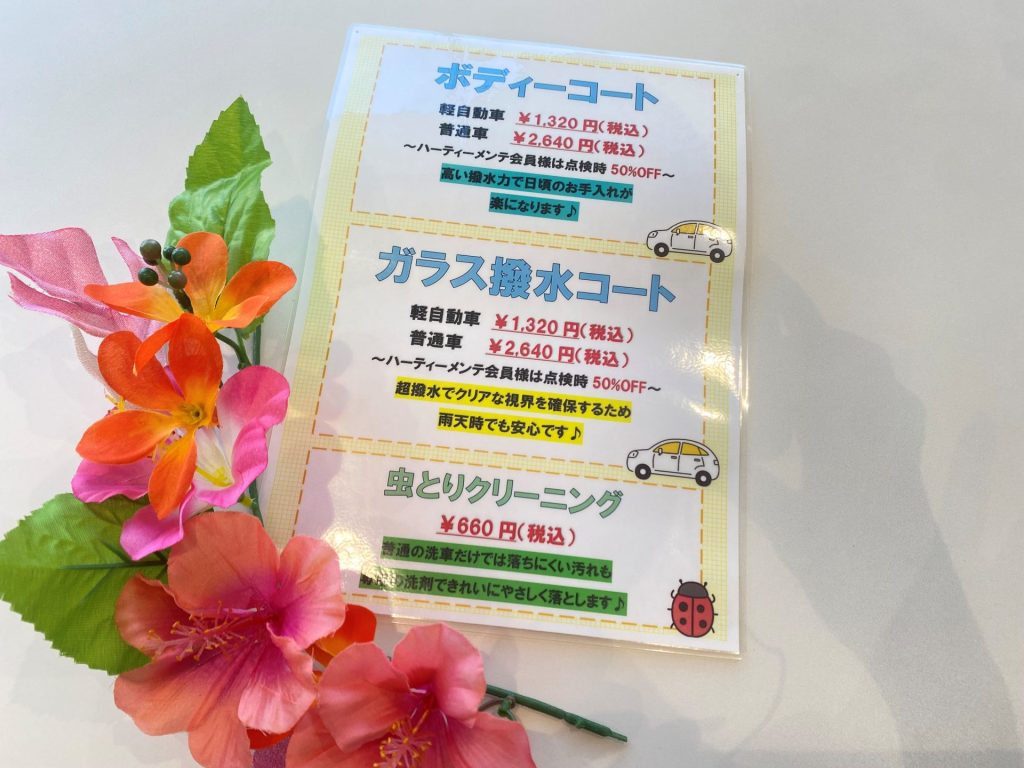 ボディーコート
軽自動車 ￥1,320円(税込)
普通車 ￥2,640円(税込)
～ハーティーメンテ会員様は点検時 50%OFF～
高い撥水力で日頃のお手入れが
楽になります♪
ガラス撥水コート
軽自動車 ￥1,320円(税込)
普通車 ￥2,640円(税込)
～ハーティーメンテ会員様は点検時 50%OFF～
超撥水でクリアな視界を確保するため
雨天時でも安心です♪
虫とりクリーニング
￥660円(税込)
普通の洗車だけでは落ちにくい汚れも
の洗剤できれいにやさしく落とします♪